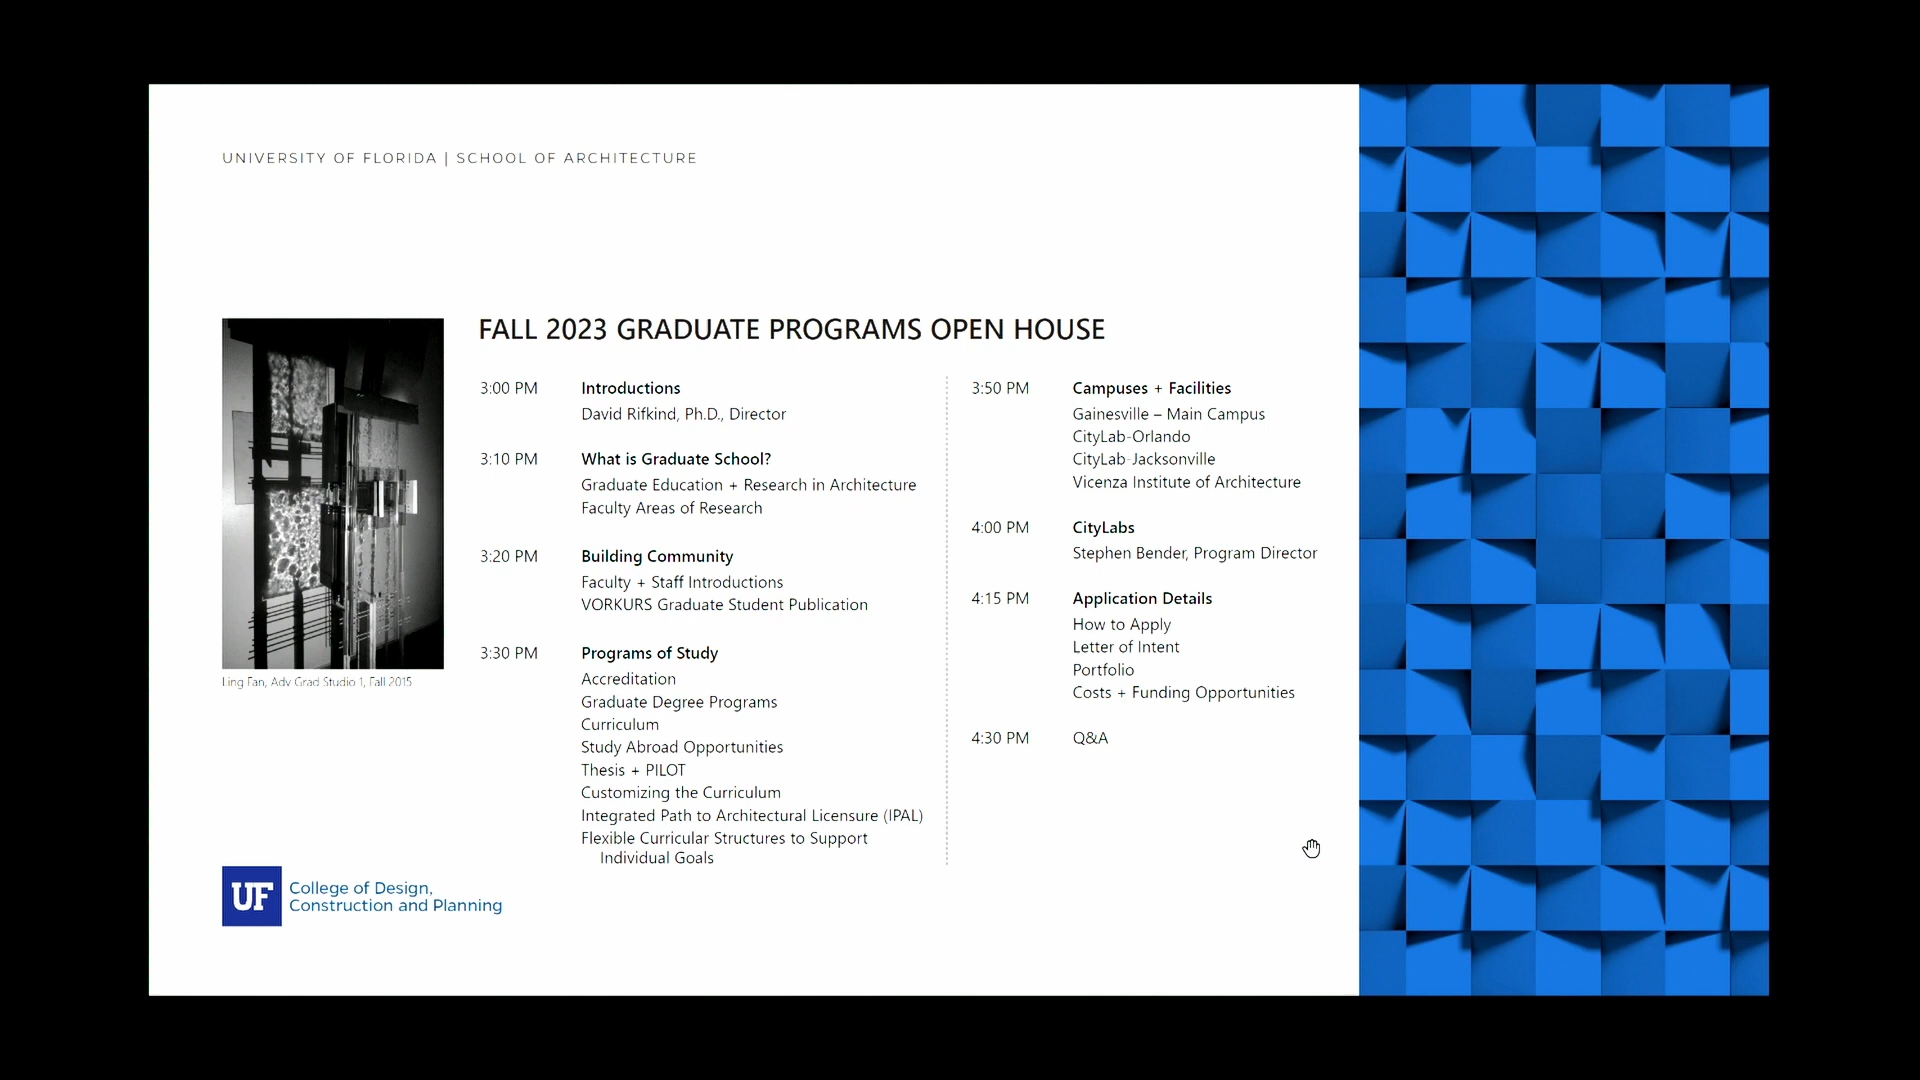 UNIVERSITY OF FLORIDA | SCHOOL OF ARCHITECTURE
FALL 2023 GRADUATE PROGRAMS OPEN HOUSE
3:00 PM Introductions
David Rifkind, Ph.D., Director
3:10 PM What is Graduate School?
Graduate Education + Research in Architecture
Faculty Areas of Research
3:20 PM Building Community
Faculty + Staff Introductions
VORKURS Graduate Student Publication
3:30 PM Programs of Study
Accreditation
Graduate Degree Programs
Curriculum
Study Abroad Opportunities
Thesis + PILOT
Customizing the Curriculum
Integrated Path to Architectural Licensure (IPAL)
Flexible Curricular Structures to Support
Individual Goals
3:50 PM Campuses + Facilities
Gainesville – Main Campus
CityLab-Orlando
CityLab-Jacksonville
Vicenza Institute of Architecture
4:00 PM CityLabs
Stephen Bender, Program Director
4:15 PM Application Details
How to Apply
Letter of Intent
Portfolio
Costs + Funding Opportunities
4:30 PM Q&A
Ling Fan, Adv Grad Studio 1, Fall 2015
UF College of Design,
Construction and Planning